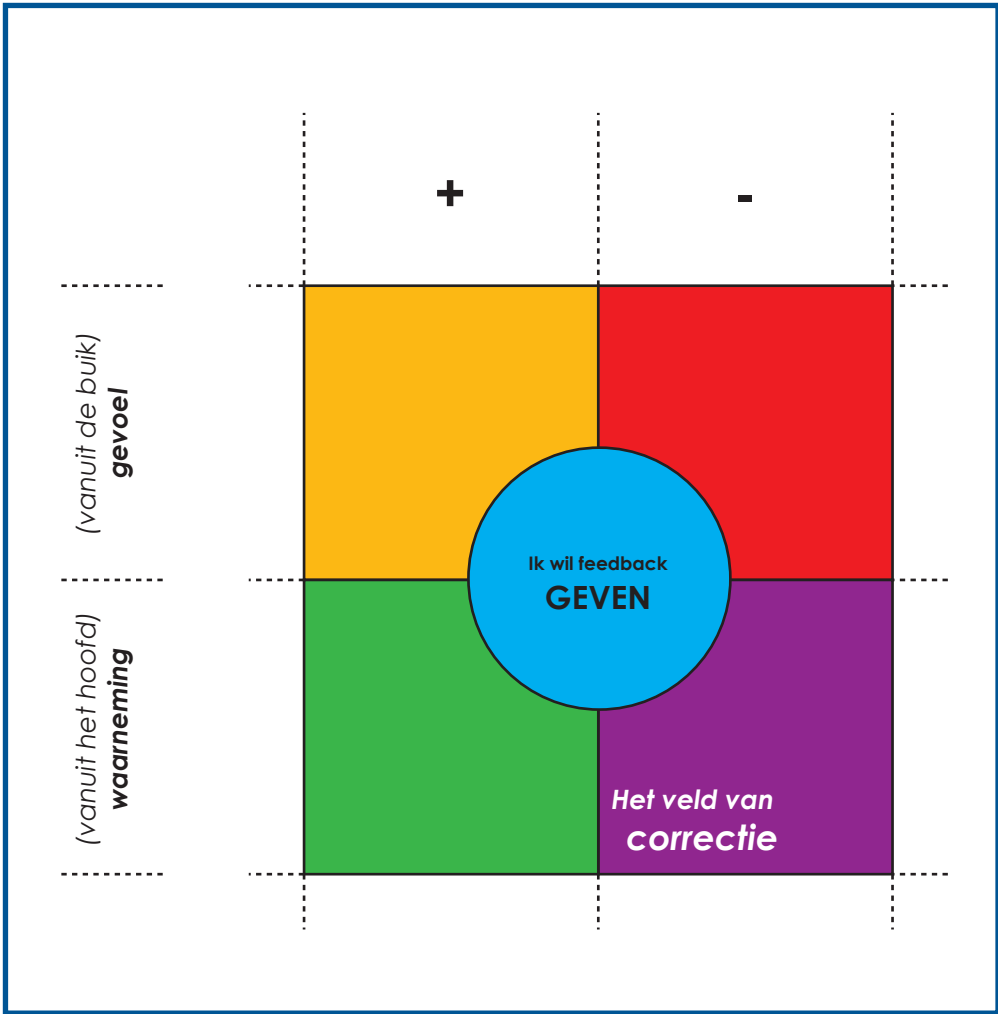 +
-
(vanuit de buik)
gevoel
Ik wil feedback
GEVEN
(vanuit het hoofd)
waarneming
Het veld van
correctie